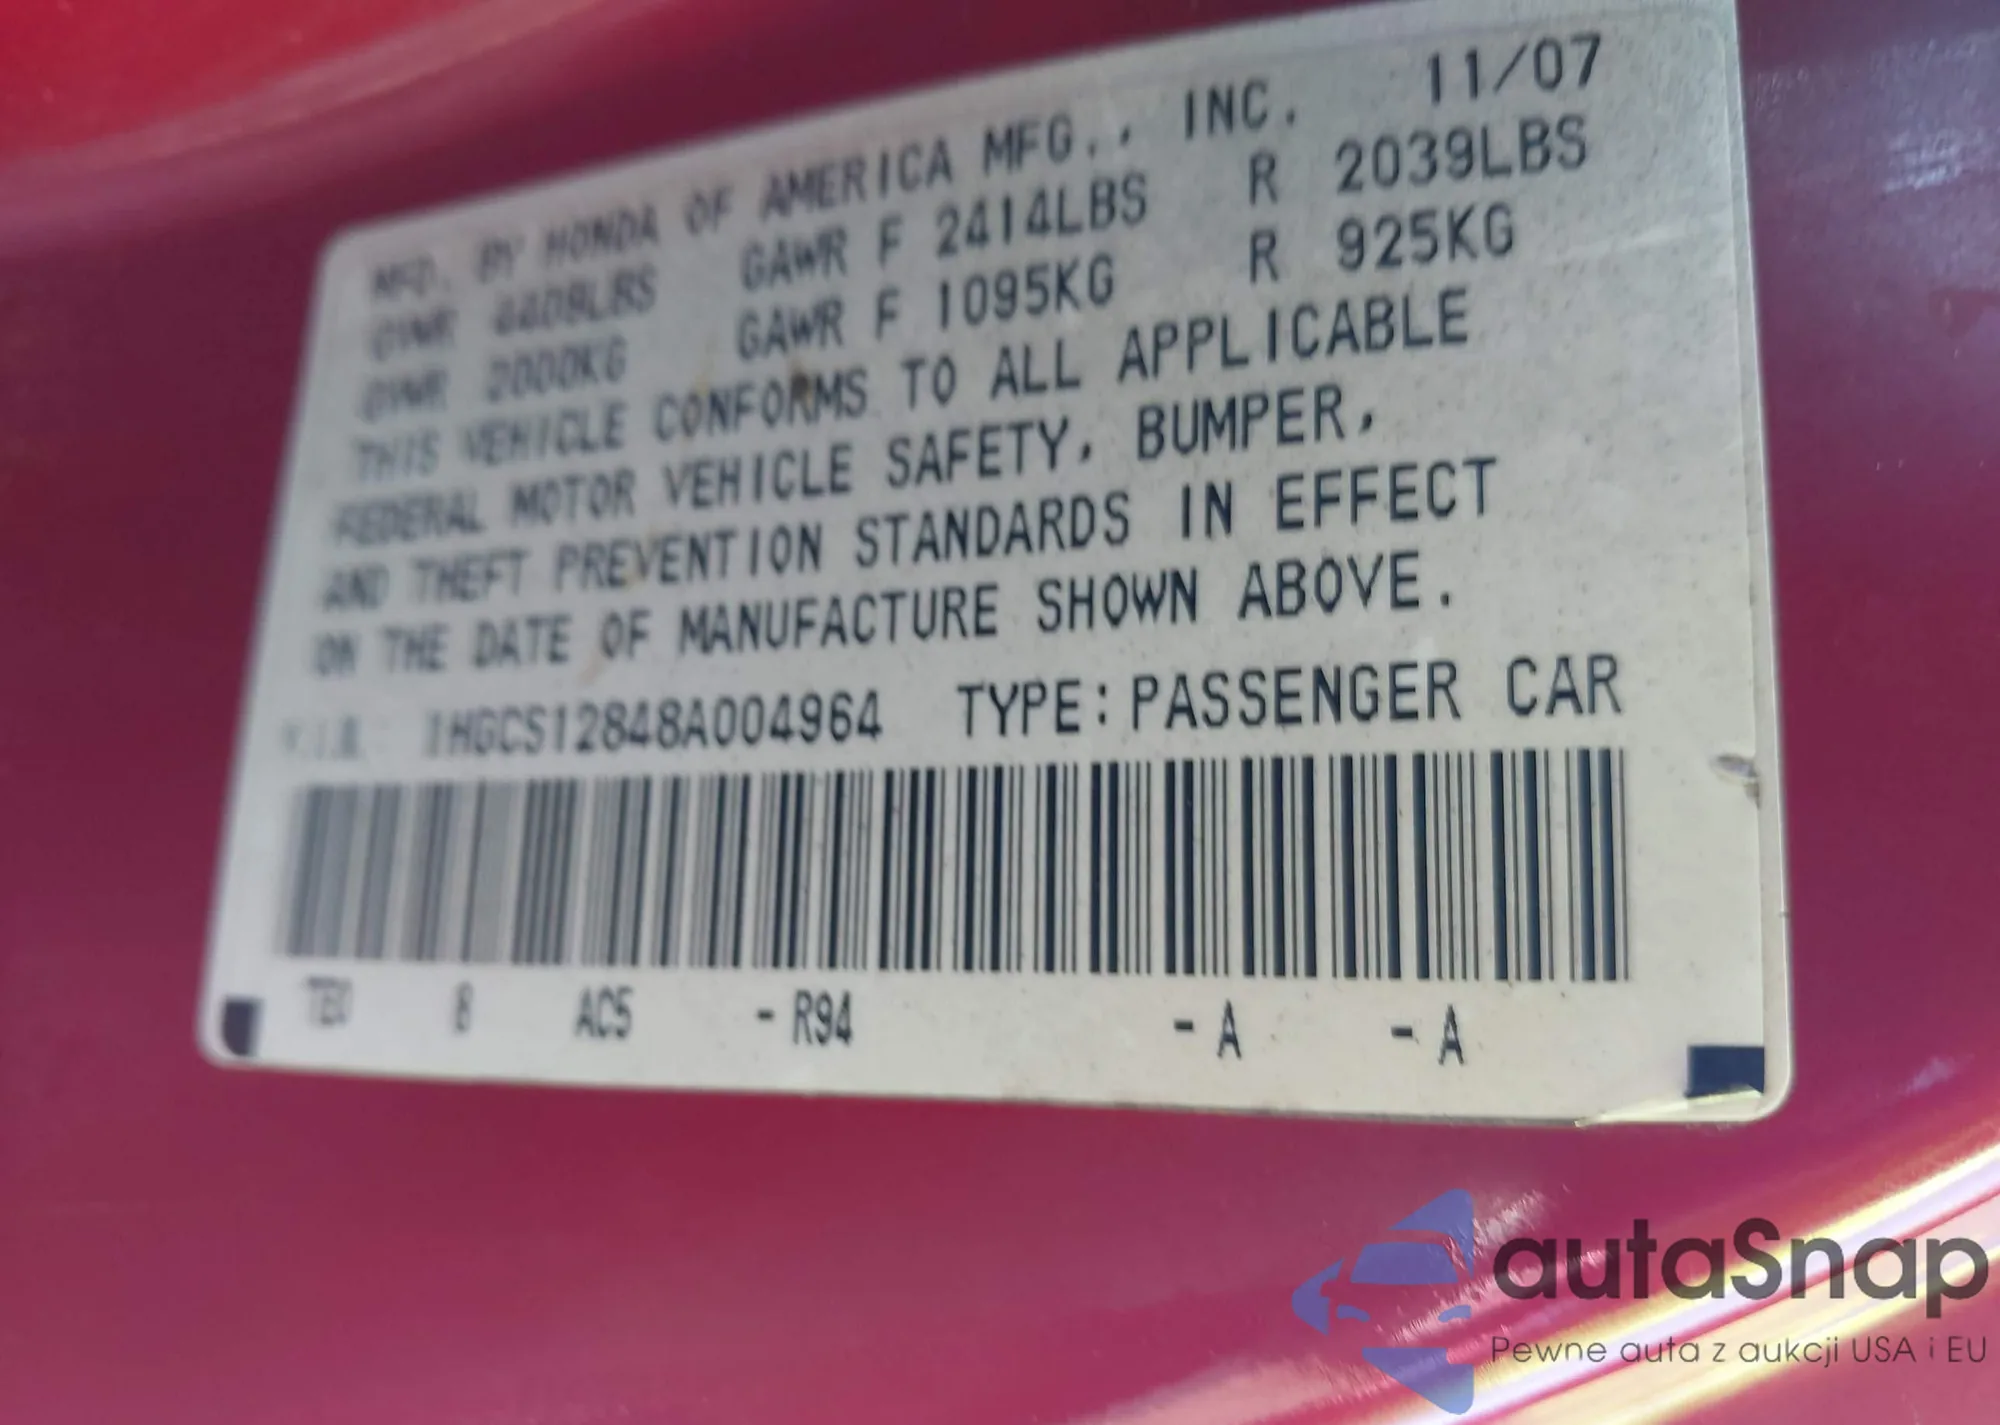 MFD. BY HONDA OF AMERICA MFG., INC. 11/07
GVWR 4409LBS GAWR F 2414LBS R 2039LBS
GVWR 2000KG GAWR F 1095KG R 925KG
THIS VEHICLE CONFORMS TO ALL APPLICABLE
FEDERAL MOTOR VEHICLE SAFETY, BUMPER,
AND THEFT PREVENTION STANDARDS IN EFFECT
ON THE DATE OF MANUFACTURE SHOWN ABOVE.
V.I.N. 1HGCS12848A004964 TYPE: PASSENGER CAR
8 AC5 - R94 - A - A
autaSnap
Pewne auta z aukcji USA i EU